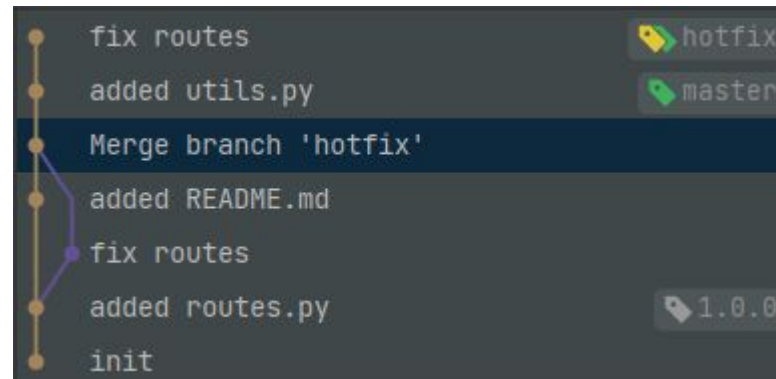 fix routes hotfix
added utils.py master
Merge branch 'hotfix'
added README.md
fix routes
added routes.py 1.0.0
init